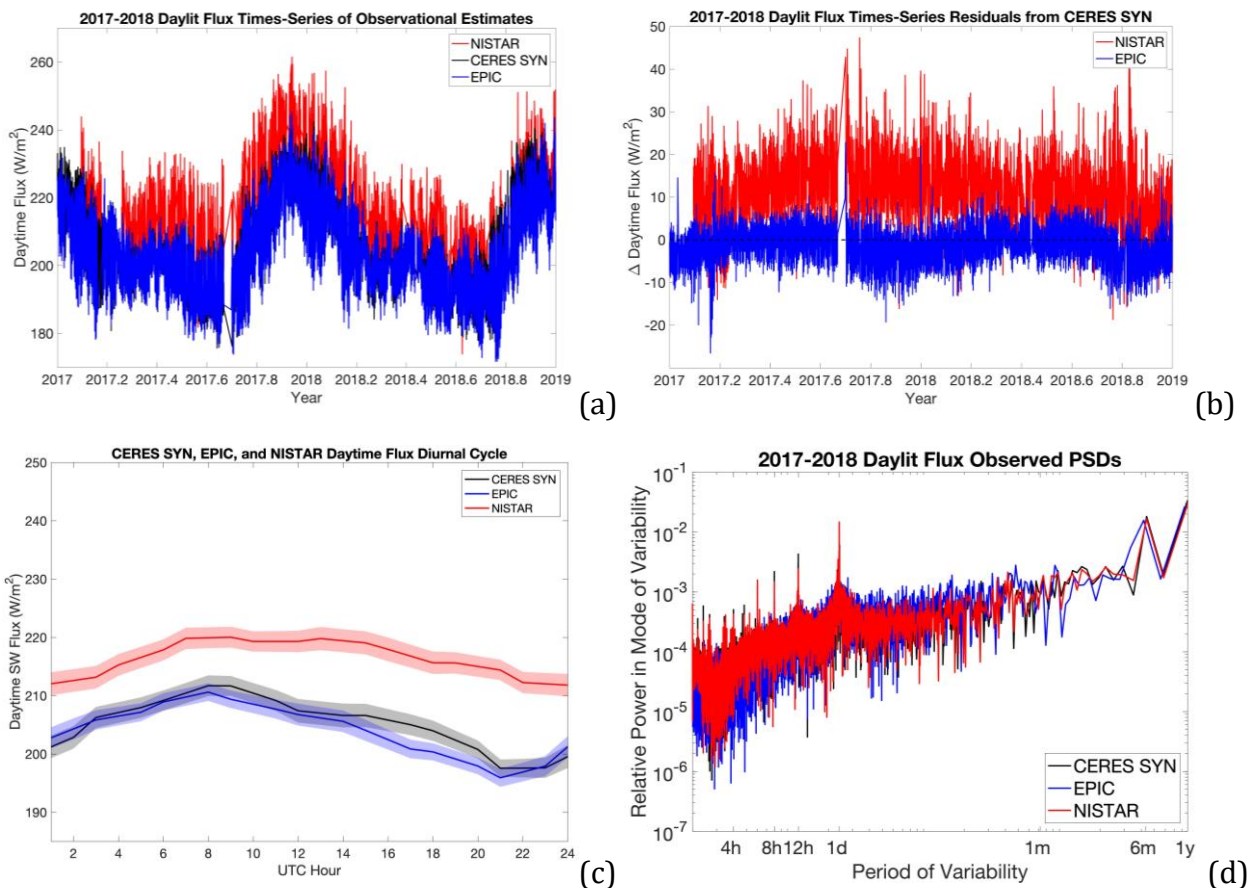 2017-2018 Daylit Flux Times-Series of Observational Estimates
NISTAR
CERES SYN
EPIC
260
240
220
200
180
Daytime Flux (W/m²)
2017 2017.2 2017.4 2017.6 2017.8 2018 2018.2 2018.4 2018.6 2018.8 2019
Year
(a)
2017-2018 Daylit Flux Times-Series Residuals from CERES SYN
NISTAR
EPIC
50
40
30
20
10
0
-10
-20
Δ Daytime Flux (W/m²)
2017 2017.2 2017.4 2017.6 2017.8 2018 2018.2 2018.4 2018.6 2018.8 2019
Year
(b)
CERES SYN, EPIC, and NISTAR Daytime Flux Diurnal Cycle
CERES SYN
EPIC
NISTAR
250
240
230
220
210
200
190
Daytime SW Flux (W/m²)
2 4 6 8 10 12 14 16 18 20 22 24
UTC Hour
(c)
2017-2018 Daylit Flux Observed PSDs
10⁻¹
10⁻²
10⁻³
10⁻⁴
10⁻⁵
10⁻⁶
10⁻⁷
Relative Power in Mode of Variability
CERES SYN
EPIC
NISTAR
4h 8h 12h 1d 1m 6m 1y
Period of Variability
(d)